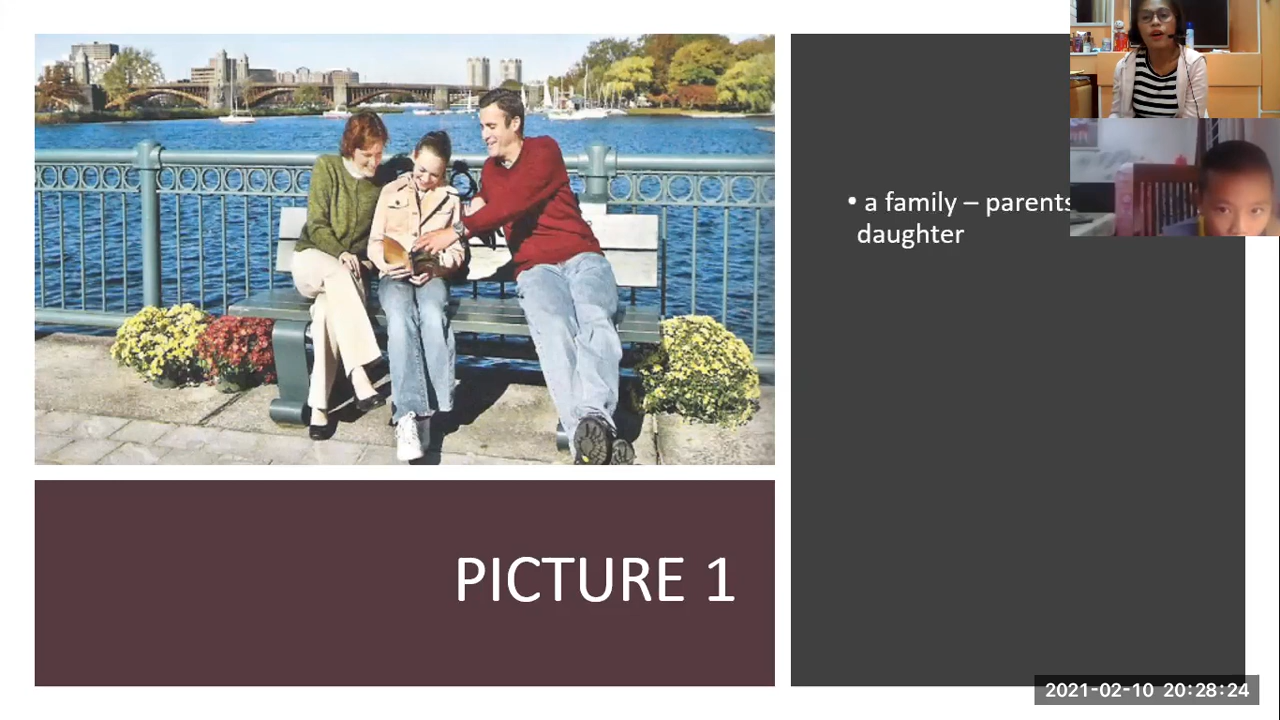 • a family – parents
daughter
PICTURE 1
2021-02-10 20:28:24